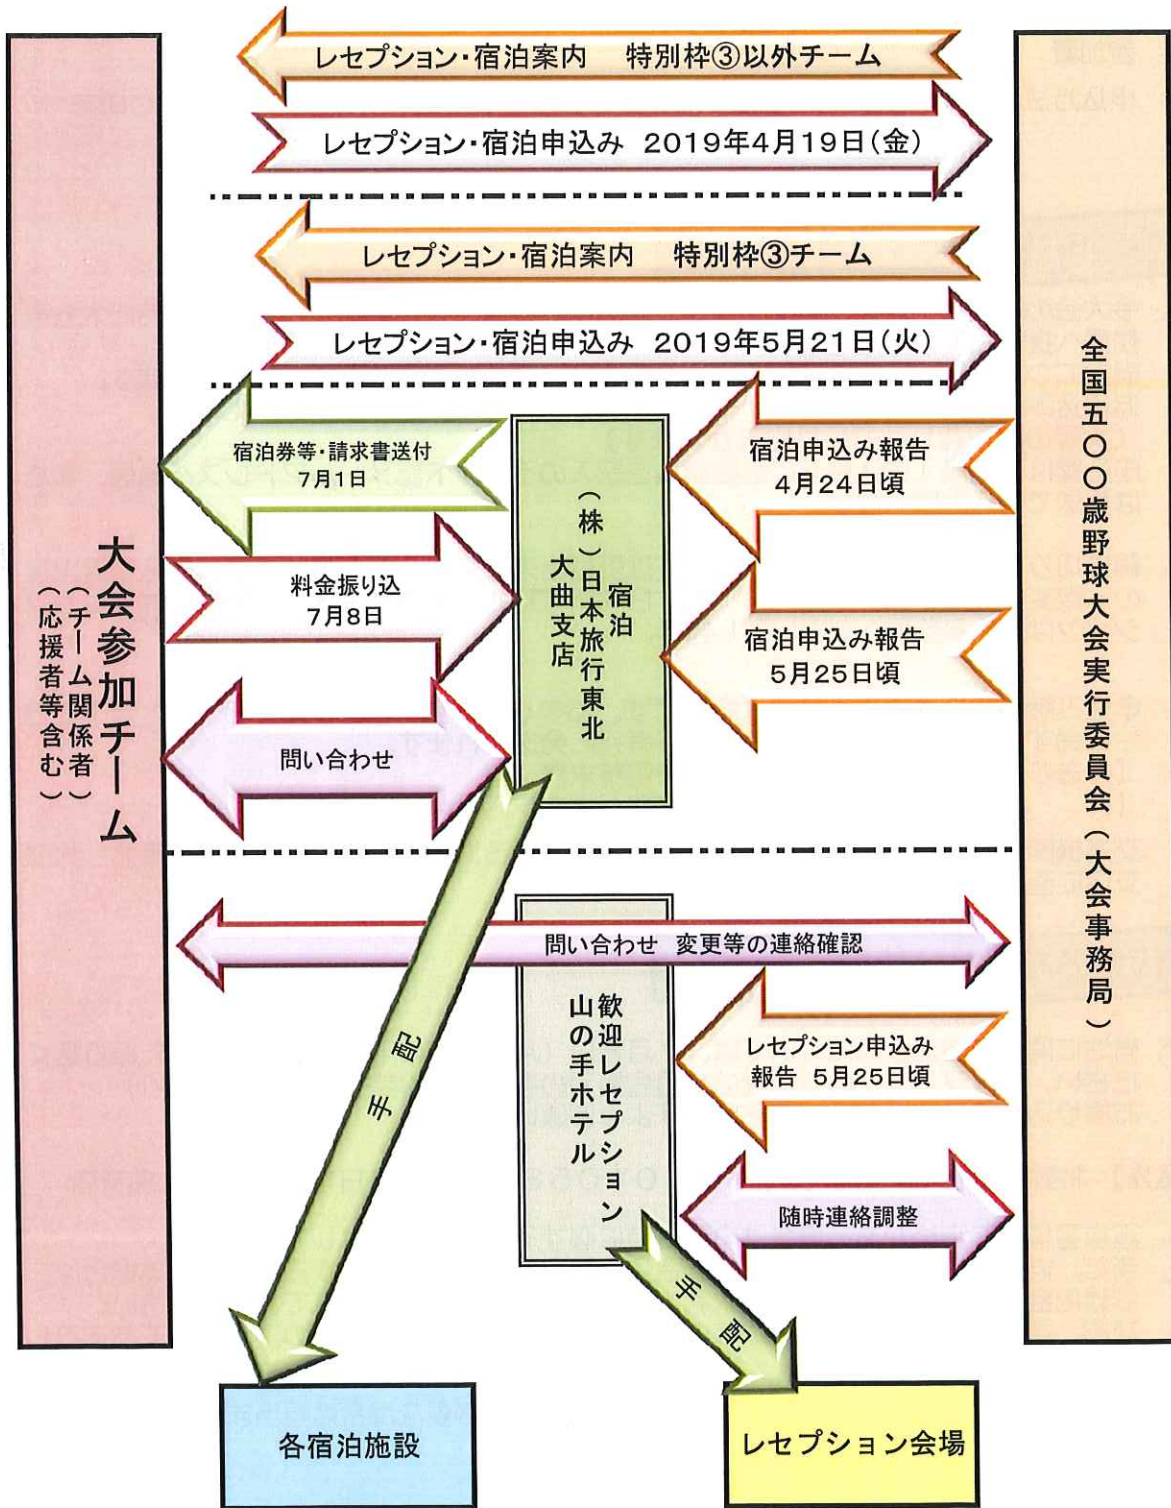 レセプション・宿泊案内　特別枠③以外チーム
レセプション・宿泊申込み 2019年4月19日(金)
レセプション・宿泊案内　特別枠③チーム
レセプション・宿泊申込み 2019年5月21日(火)
大会参加チーム
(チーム関係者)
(応援者等含む)
全国五〇〇歳野球大会実行委員会(大会事務局)
宿泊券等・請求書送付
7月1日
宿泊
(株)日本旅行東北
大曲支店
宿泊申込み報告
4月24日頃
料金振り込
7月8日
宿泊申込み報告
5月25日頃
問い合わせ
問い合わせ 変更等の連絡確認
歓迎レセプション
山の手ホテル
レセプション申込み
報告 5月25日頃
随時連絡調整
手配
手配
各宿泊施設
レセプション会場